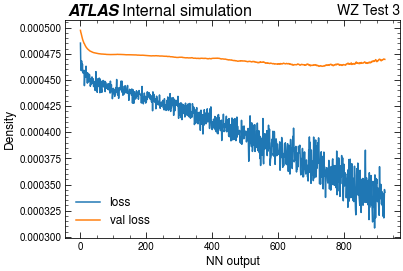 ATLAS Internal simulation
WZ Test 3
0.000500
0.000475
0.000450
0.000425
0.000400
0.000375
0.000350
0.000325
0.000300
Density
loss
val loss
0 200 400 600 800
NN output